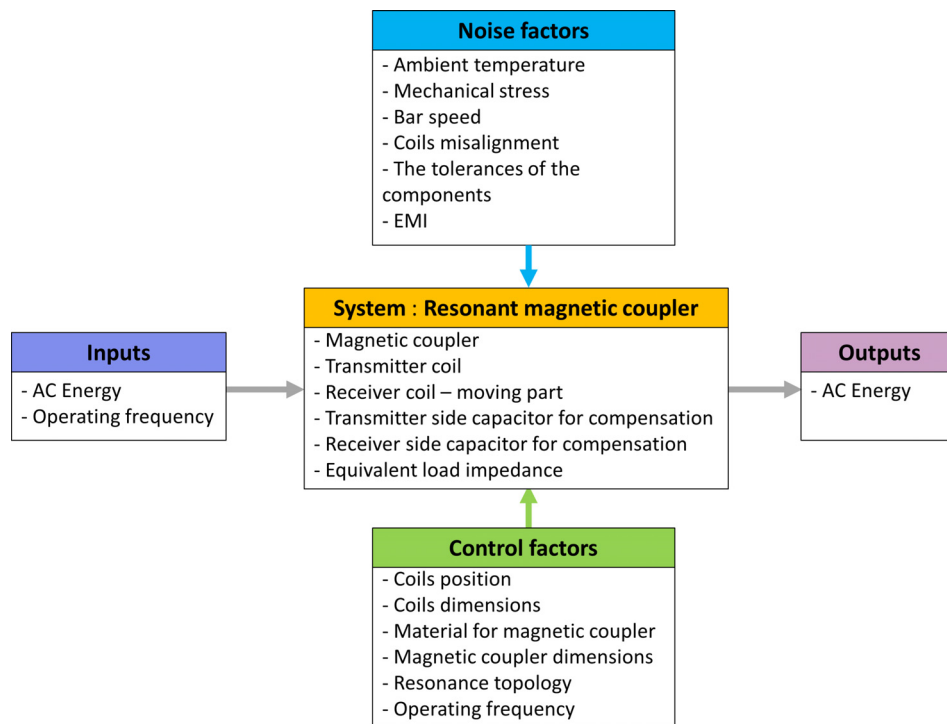 Noise factors
- Ambient temperature
- Mechanical stress
- Bar speed
- Coils misalignment
- The tolerances of the
components
- EMI
System : Resonant magnetic coupler
- Magnetic coupler
- Transmitter coil
- Receiver coil – moving part
- Transmitter side capacitor for compensation
- Receiver side capacitor for compensation
- Equivalent load impedance
Inputs
- AC Energy
- Operating frequency
Outputs
- AC Energy
Control factors
- Coils position
- Coils dimensions
- Material for magnetic coupler
- Magnetic coupler dimensions
- Resonance topology
- Operating frequency